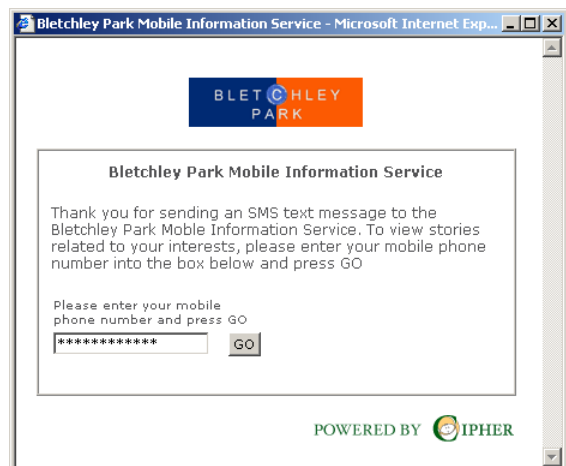 Bletchley Park Mobile Information Service - Microsoft Internet Exp...
BLETCHLEY
PARK
Bletchley Park Mobile Information Service
Thank you for sending an SMS text message to the
Bletchley Park Moble Information Service. To view stories
related to your interests, please enter your mobile phone
number into the box below and press GO
Please enter your mobile
phone number and press GO
************ GO
POWERED BY CIPHER